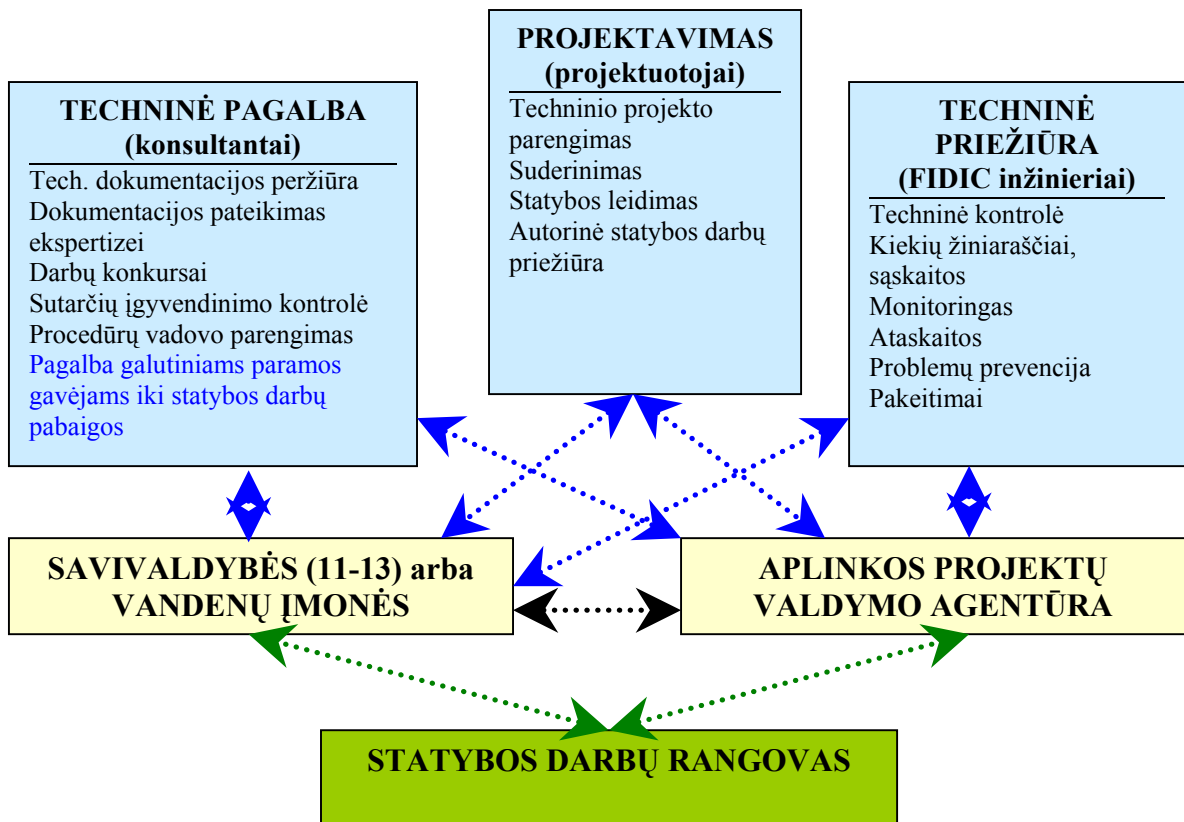 PROJEKTAVIMAS
(projektuotojai)
Techninio projekto
parengimas
Suderinimas
Statybos leidimas
Autorinė statybos darbų
priežiūra
TECHNINĖ PAGALBA
(konsultantai)
Tech. dokumentacijos peržiūra
Dokumentacijos pateikimas
ekspertizei
Darbų konkursai
Sutarčių įgyvendinimo kontrolė
Procedūrų vadovo parengimas
Pagalba galutiniams paramos
gavėjams iki statybos darbų
pabaigos
TECHNINĖ
PRIEŽIŪRA
(FIDIC inžinieriai)
Techninė kontrolė
Kiekių žiniaraščiai,
sąskaitos
Monitoringas
Ataskaitos
Problemų prevencija
Pakeitimai
SAVIVALDYBĖS (11-13) arba
VANDENŲ ĮMONĖS
APLINKOS PROJEKTŲ
VALDYMO AGENTŪRA
STATYBOS DARBŲ RANGOVAS